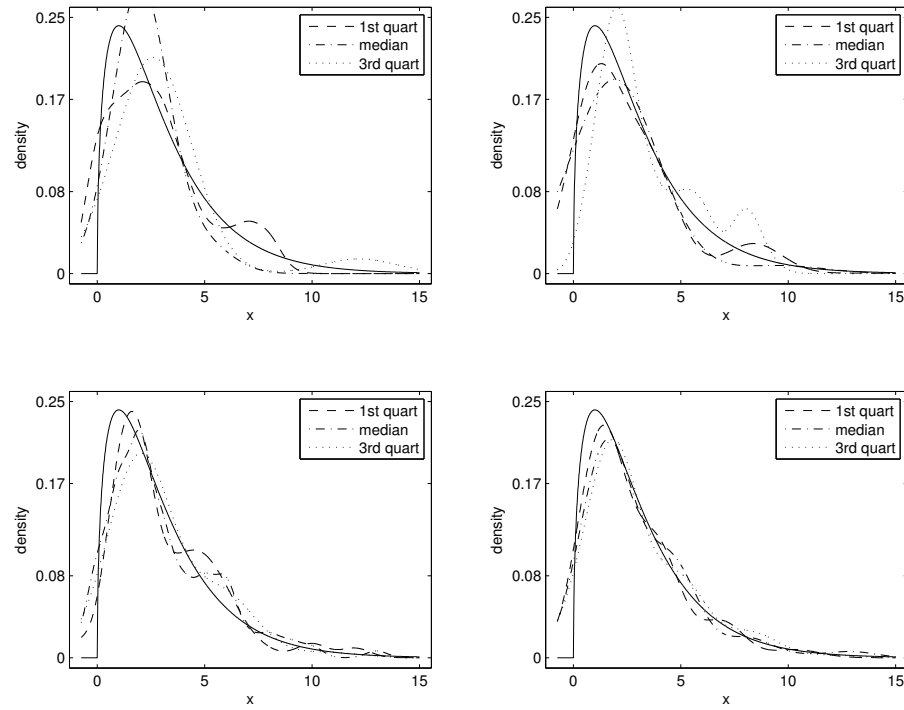 0.25
0.17
0.08
0
density
1st quart
median
3rd quart
0 5 10 15
x
0.25
0.17
0.08
0
density
1st quart
median
3rd quart
0 5 10 15
x
0.25
0.17
0.08
0
density
1st quart
median
3rd quart
0 5 10 15
x
0.25
0.17
0.08
0
density
1st quart
median
3rd quart
0 5 10 15
x